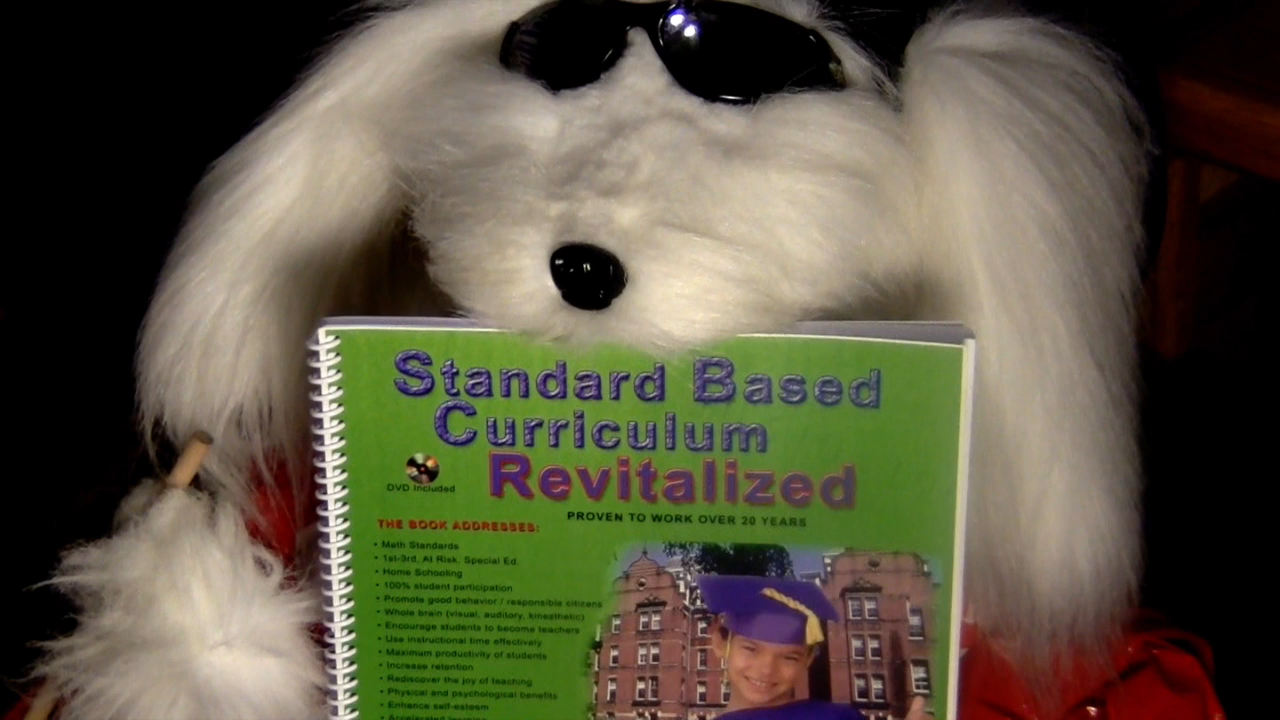 Standard Based
Curriculum
Revitalized
DVD Included
PROVEN TO WORK OVER 20 YEARS
THE BOOK ADDRESSES:
• Math Standards
• 1st-3rd, At Risk, Special Ed.
• Home Schooling
• 100% student participation
• Promote good behavior / responsible citizens
• Whole brain (visual, auditory, kinesthetic)
• Encourage students to become teachers
• Use instructional time effectively
• Maximum productivity of students
• Increase retention
• Rediscover the joy of teaching
• Physical and psychological benefits
• Enhance self-esteem
• Accelerated learning